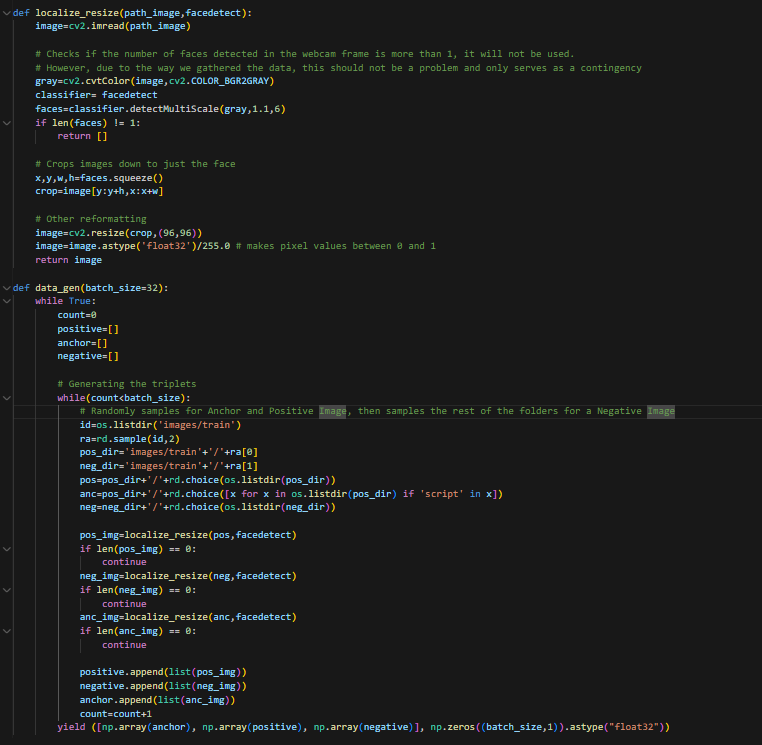 def localize_resize(path_image,facedetect):
    image=cv2.imread(path_image)

    # Checks if the number of faces detected in the webcam frame is more than 1, it will not be used.
    # However, due to the way we gathered the data, this should not be a problem and only serves as a contingency
    gray=cv2.cvtColor(image,cv2.COLOR_BGR2GRAY)
    classifier= facedetect
    faces=classifier.detectMultiScale(gray,1.1,6)
    if len(faces) != 1:
        return []

    # Crops images down to just the face
    x,y,w,h=faces.squeeze()
    crop=image[y:y+h,x:x+w]

    # Other reformatting
    image=cv2.resize(crop,(96,96))
    image=image.astype('float32')/255.0 # makes pixel values between 0 and 1
    return image

def data_gen(batch_size=32):
    while True:
        count=0
        positive=[]
        anchor=[]
        negative=[]

        # Generating the triplets
        while(count<batch_size):
            # Randomly samples for Anchor and Positive Image, then samples the rest of the folders for a Negative Image
            id=os.listdir('images/train')
            ra=rd.sample(id,2)
            pos_dir='images/train'+'/'+ra[0]
            neg_dir='images/train'+'/'+ra[1]
            pos=pos_dir+'/'+rd.choice(os.listdir(pos_dir))
            anc=pos_dir+'/'+rd.choice([x for x in os.listdir(pos_dir) if 'script' in x])
            neg=neg_dir+'/'+rd.choice(os.listdir(neg_dir))

            pos_img=localize_resize(pos,facedetect)
            if len(pos_img) == 0:
                continue
            neg_img=localize_resize(neg,facedetect)
            if len(neg_img) == 0:
                continue
            anc_img=localize_resize(anc,facedetect)
            if len(anc_img) == 0:
                continue

            positive.append(list(pos_img))
            negative.append(list(neg_img))
            anchor.append(list(anc_img))
            count=count+1
        yield ([np.array(anchor), np.array(positive), np.array(negative)], np.zeros((batch_size,1)).astype("float32"))